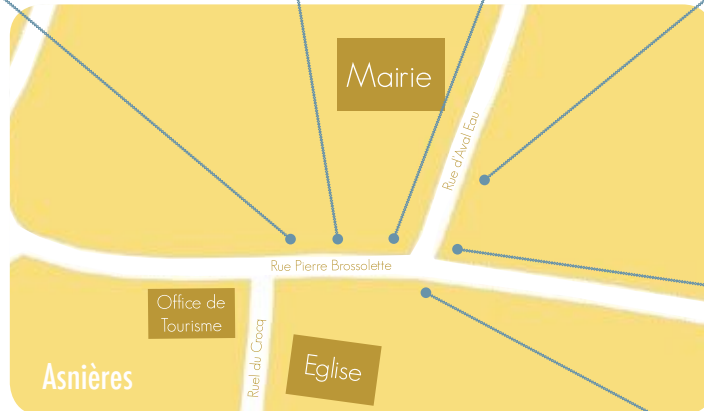 Mairie
Rue d'Aval Eau
Rue Pierre Brossolette
Office de
Tourisme
Ruel du Crocq
Eglise
Asnières